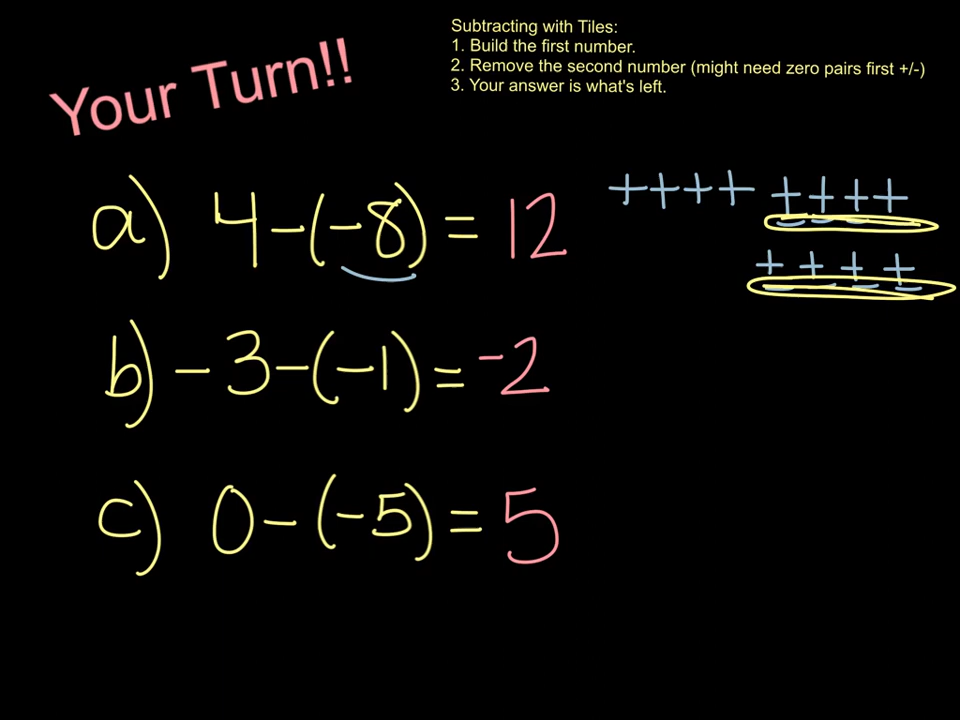 Your Turn!!
Subtracting with Tiles:
1. Build the first number.
2. Remove the second number (might need zero pairs first +/-)
3. Your answer is what's left.
a) 4-(-8) = 12
++++ ++++
- - - -
+ + + +
- - - -
b) -3-(-1) = -2
c) 0-(-5) = 5